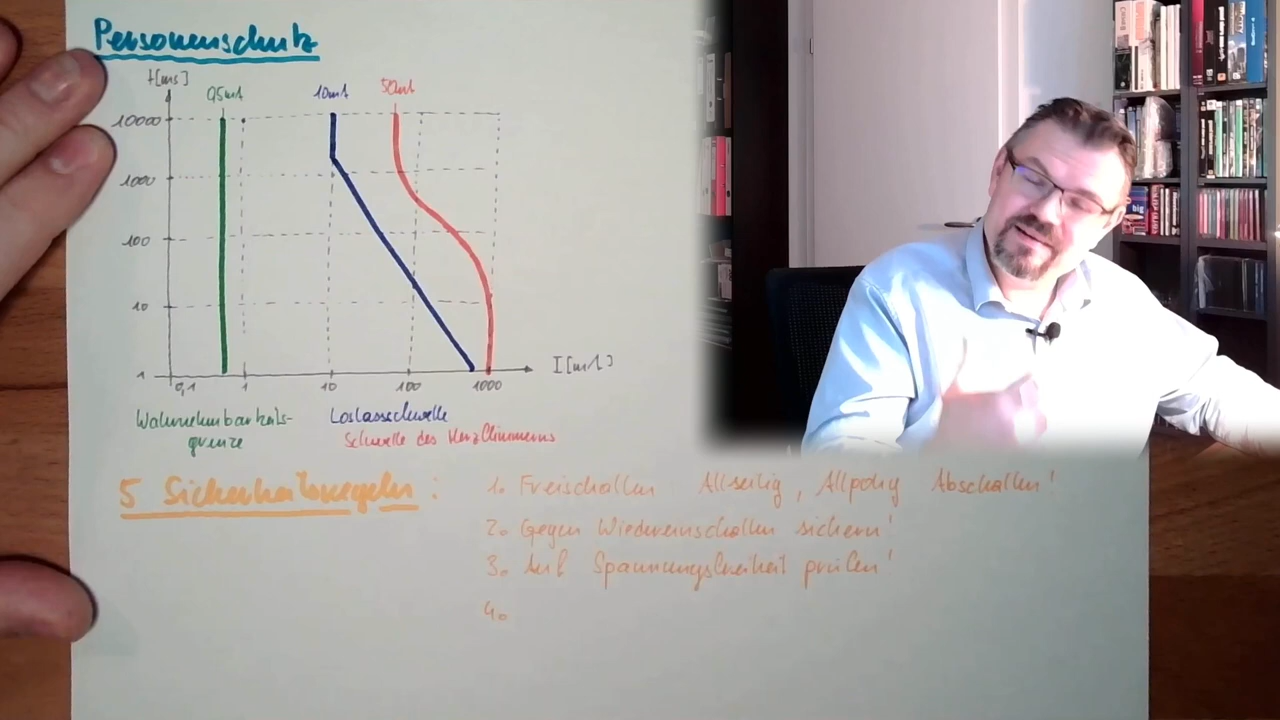 Personenschutz
t[ms]
0,5mA 10mA 50mA
10000
1000
100
10
1
0,1 1 10 100 1000 I[mA]
Wahrnehmbarkeits-
grenze
Loslasschwelle
Schwelle des Herzflimmerns
5 Sicherheitsregeln: 1. Freischalten Allseitig, Allpolig Abschalten!
2. Gegen Wiedereinschalten sichern!
3. Auf Spannungsfreiheit prüfen!
4.
big